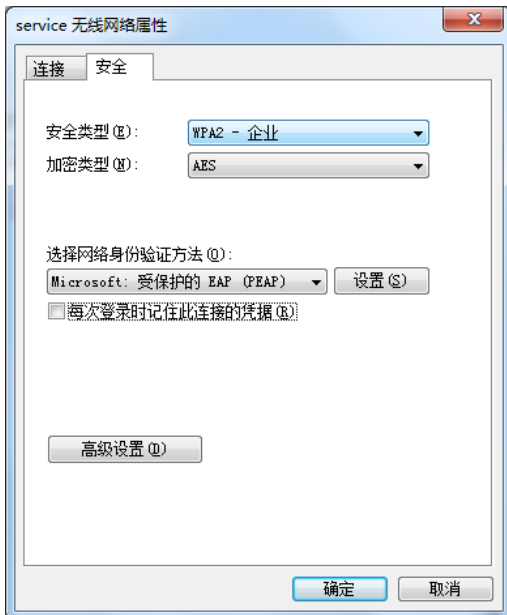 service 无线网络属性
连接 安全
安全类型(E): WPA2 - 企业
加密类型(N): AES
选择网络身份验证方法(O):
Microsoft: 受保护的 EAP (PEAP) 设置(S)
每次登录时记住此连接的凭据(R)
高级设置(D)
确定 取消